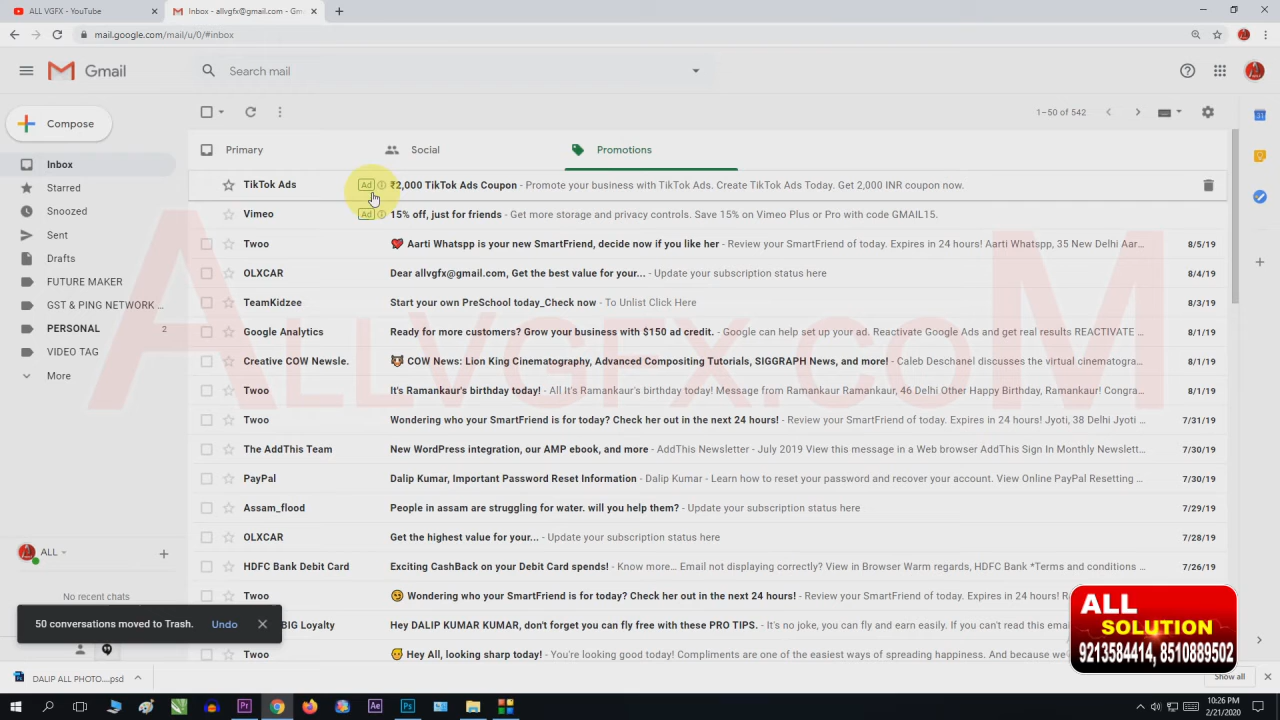 ALL VGFX - YouTube
Inbox - allvgfx@gmail.com - Gmail
mail.google.com/mail/u/0/#inbox
Gmail
Search mail
Compose
1–50 of 542
Inbox
Starred
Snoozed
Sent
Drafts
FUTURE MAKER
GST & PING NETWORK ...
PERSONAL 2
VIDEO TAG
More
Primary
Social
Promotions
TikTok Ads Ad ₹2,000 TikTok Ads Coupon - Promote your business with TikTok Ads. Create TikTok Ads Today. Get 2,000 INR coupon now.
Vimeo Ad 15% off, just for friends - Get more storage and privacy controls. Save 15% on Vimeo Plus or Pro with code GMAIL15.
Twoo ❤ Aarti Whatspp is your new SmartFriend, decide now if you like her - Review your SmartFriend of today. Expires in 24 hours! Aarti Whatspp, 35 New Delhi Aar... 8/5/19
OLXCAR Dear allvgfx@gmail.com, Get the best value for your... - Update your subscription status here 8/4/19
TeamKidzee Start your own PreSchool today_Check now - To Unlist Click Here 8/3/19
Google Analytics Ready for more customers? Grow your business with $150 ad credit. - Google can help set up your ad. Reactivate Google Ads and get real results REACTIVATE ... 8/1/19
Creative COW Newsle. COW News: Lion King Cinematography, Advanced Compositing Tutorials, SIGGRAPH News, and more! - Caleb Deschanel discusses the virtual cinematogra... 8/1/19
Twoo It's Ramankaur's birthday today! - All It's Ramankaur's birthday today! Message from Ramankaur Ramankaur, 46 Delhi Other Happy Birthday, Ramankaur! Congra... 8/1/19
Twoo Wondering who your SmartFriend is for today? Check her out in the next 24 hours! - Review your SmartFriend of today. Expires in 24 hours! Jyoti, 38 Delhi Jyoti ... 7/31/19
The AddThis Team New WordPress integration, our AMP ebook, and more - AddThis Newsletter - July 2019 View this message in a Web browser AddThis Sign In Monthly Newslett... 7/30/19
PayPal Dalip Kumar, Important Password Reset Information - Dalip Kumar - Learn how to reset your password and recover your account. View Online PayPal Resetting ... 7/30/19
Assam_flood People in assam are struggling for water. will you help them? - Update your subscription status here 7/29/19
OLXCAR Get the highest value for your... - Update your subscription status here 7/28/19
HDFC Bank Debit Card Exciting CashBack on your Debit Card spends! - Know more... Email not displaying correctly? View in Browser Warm regards, HDFC Bank *Terms and conditions ... 7/26/19
Twoo Wondering who your SmartFriend is for today? Check her out in the next 24 hours! - Review your SmartFriend of today. Expires in 24 hours!
BIG Loyalty Hey DALIP KUMAR KUMAR, don't forget you can fly free with these PRO TIPS. - It's no joke, you can fly and earn easily. If you can't read this emai
Twoo Hey All, looking sharp today! - You're looking good today! Compliments are one of the easiest ways of spreading happiness. And because we
ALLVGFX.COM
ALL
No recent chats
50 conversations moved to Trash. Undo
ALL
SOLUTION
9213584414, 8510889502
DALIP ALL PHOTO....psd
Show all
10:26 PM
2/21/2020